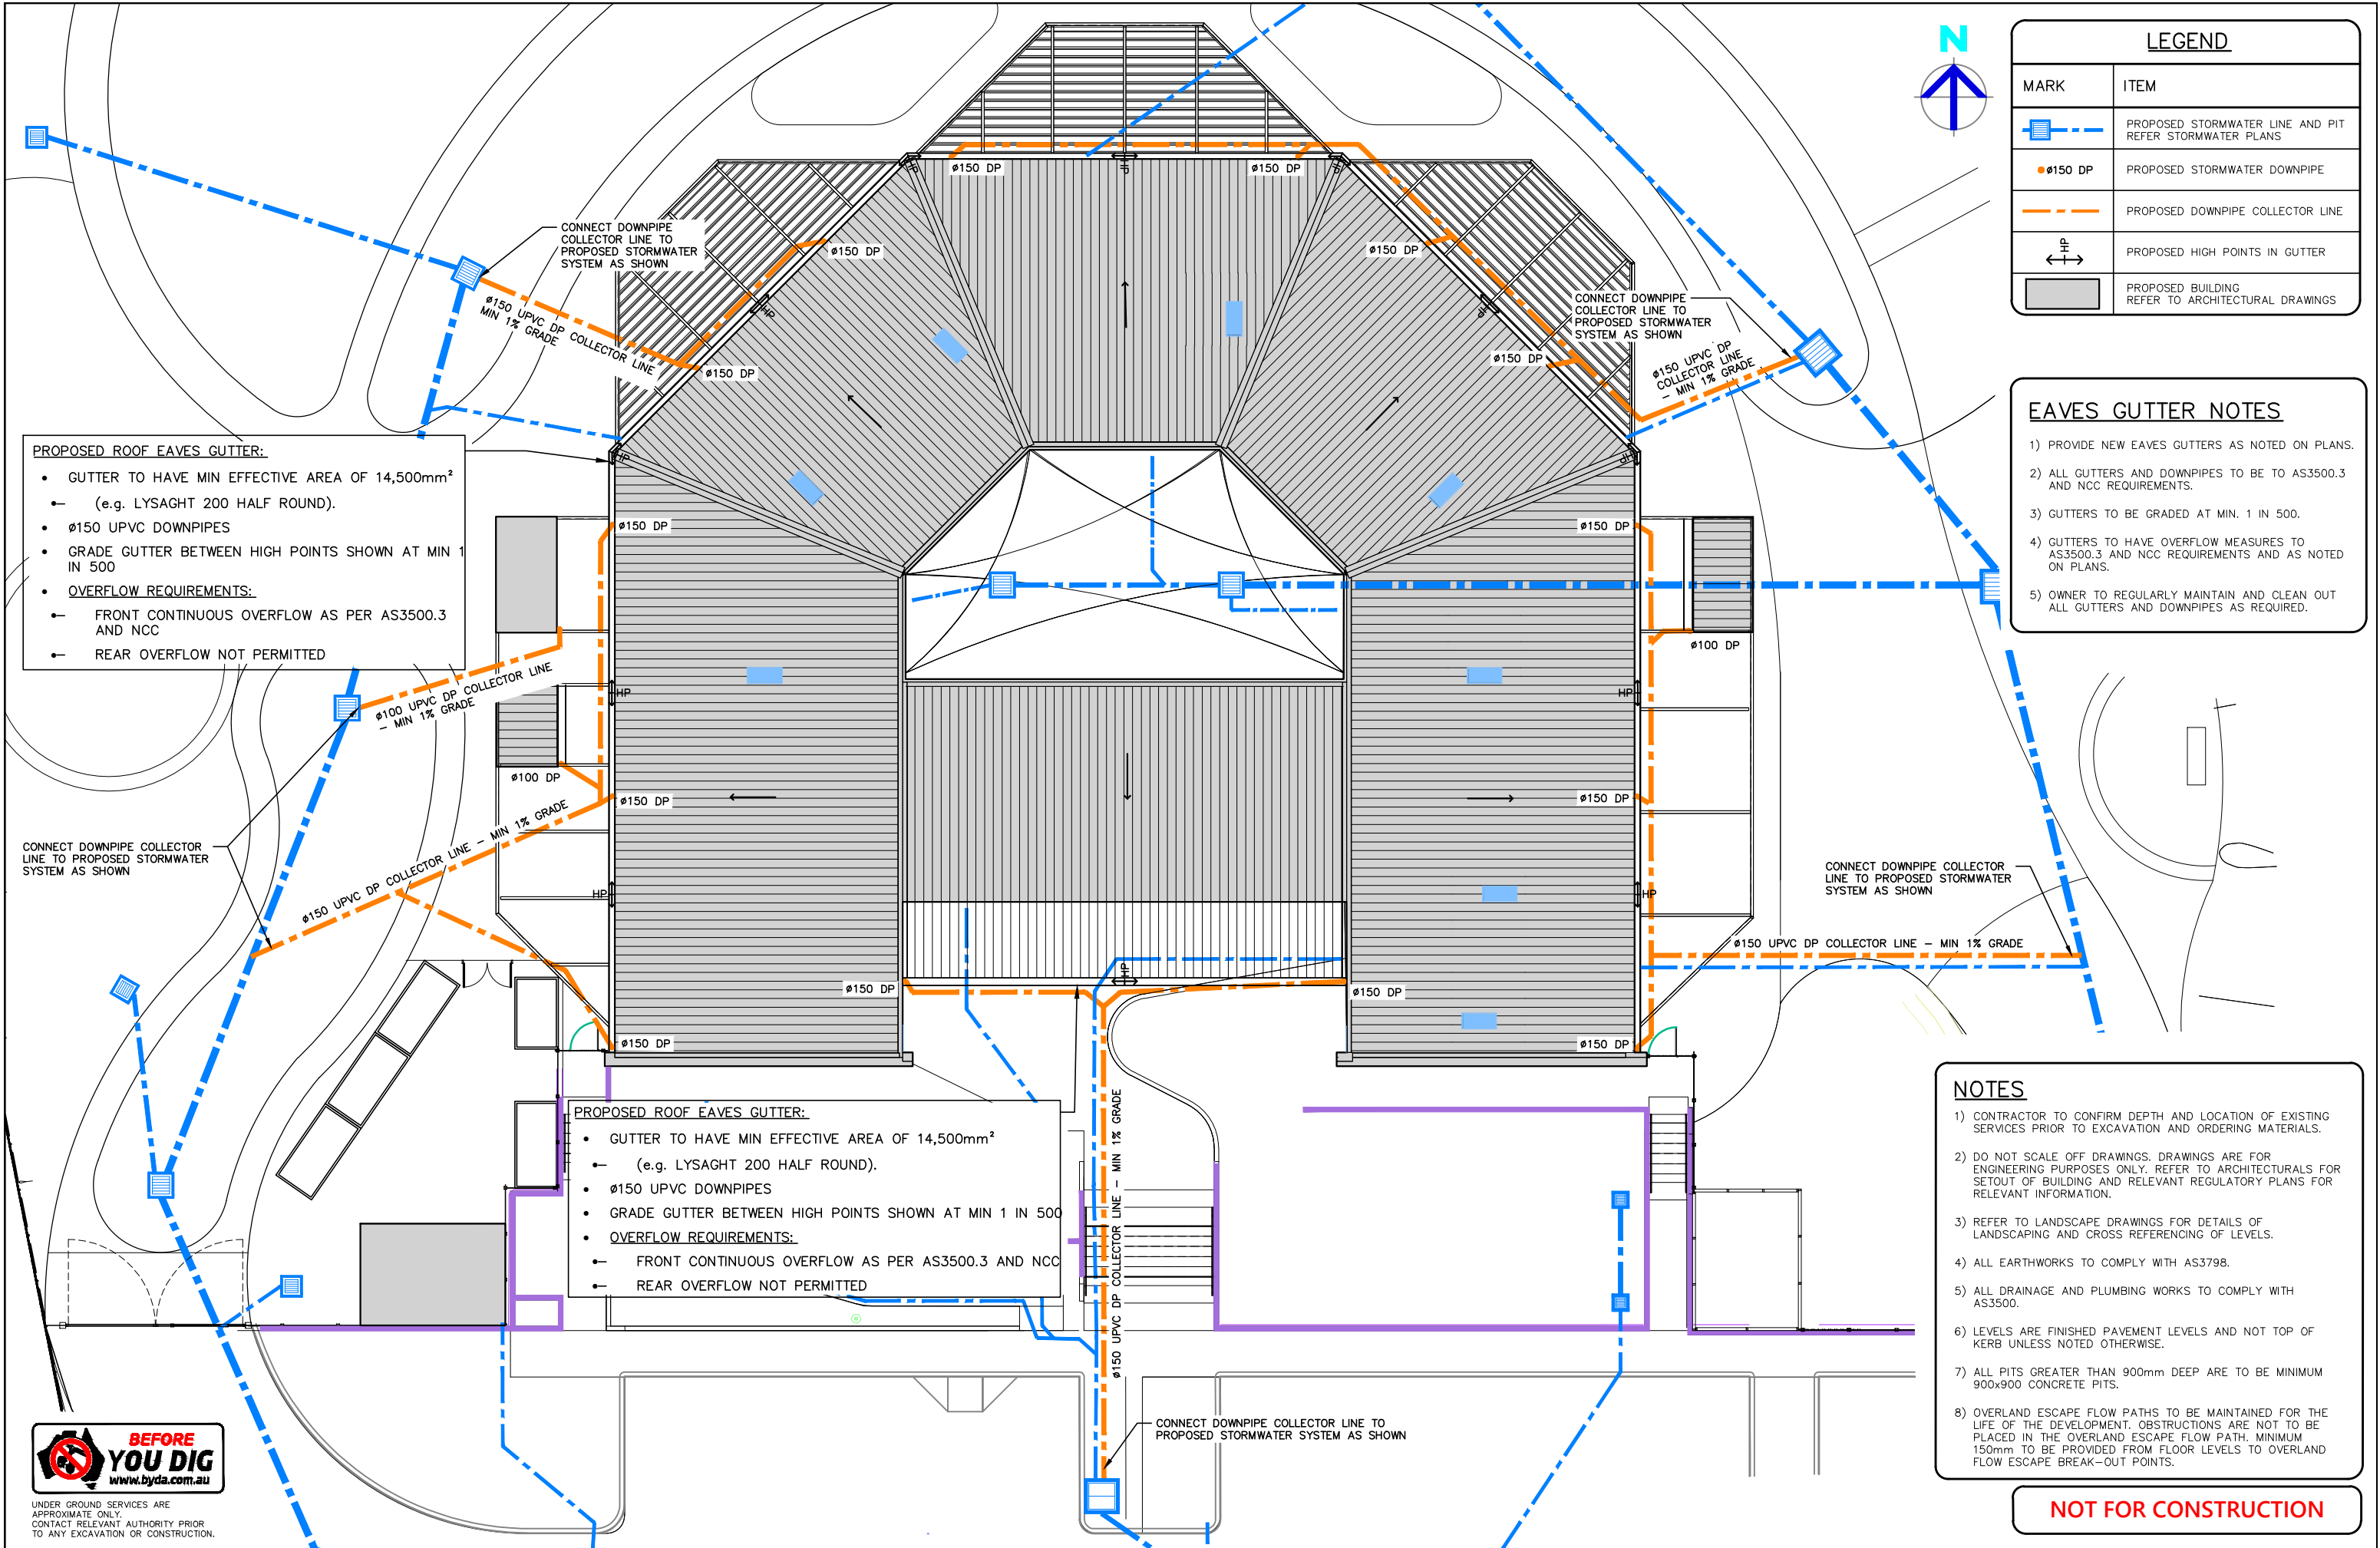 N
LEGEND
MARK ITEM
PROPOSED STORMWATER LINE AND PIT
REFER STORMWATER PLANS
ø150 DP PROPOSED STORMWATER DOWNPIPE
PROPOSED DOWNPIPE COLLECTOR LINE
HP PROPOSED HIGH POINTS IN GUTTER
PROPOSED BUILDING
REFER TO ARCHITECTURAL DRAWINGS
EAVES GUTTER NOTES
1) PROVIDE NEW EAVES GUTTERS AS NOTED ON PLANS.
2) ALL GUTTERS AND DOWNPIPES TO BE TO AS3500.3
AND NCC REQUIREMENTS.
3) GUTTERS TO BE GRADED AT MIN. 1 IN 500.
4) GUTTERS TO HAVE OVERFLOW MEASURES TO
AS3500.3 AND NCC REQUIREMENTS AND AS NOTED
ON PLANS.
5) OWNER TO REGULARLY MAINTAIN AND CLEAN OUT
ALL GUTTERS AND DOWNPIPES AS REQUIRED.
HP
HP
HP
ø150 DP
ø150 DP
CONNECT DOWNPIPE
COLLECTOR LINE TO
PROPOSED STORMWATER
SYSTEM AS SHOWN
ø150 DP
ø150 DP
ø150 UPVC DP COLLECTOR LINE
MIN 1% GRADE
HP
HP
CONNECT DOWNPIPE
COLLECTOR LINE TO
PROPOSED STORMWATER
SYSTEM AS SHOWN
ø150 UPVC DP
COLLECTOR LINE
- MIN 1% GRADE
ø150 DP
ø150 DP
HP
HP
PROPOSED ROOF EAVES GUTTER:
• GUTTER TO HAVE MIN EFFECTIVE AREA OF 14,500mm²
•– (e.g. LYSAGHT 200 HALF ROUND).
• ø150 UPVC DOWNPIPES
• GRADE GUTTER BETWEEN HIGH POINTS SHOWN AT MIN 1
IN 500
• OVERFLOW REQUIREMENTS:
•– FRONT CONTINUOUS OVERFLOW AS PER AS3500.3
AND NCC
•– REAR OVERFLOW NOT PERMITTED
ø150 DP
ø150 DP
ø100 DP
ø100 UPVC DP COLLECTOR LINE
- MIN 1% GRADE
HP
HP
ø100 DP
ø150 DP
ø150 DP
ø150 UPVC DP COLLECTOR LINE - MIN 1% GRADE
CONNECT DOWNPIPE COLLECTOR
LINE TO PROPOSED STORMWATER
SYSTEM AS SHOWN
HP
HP
CONNECT DOWNPIPE COLLECTOR
LINE TO PROPOSED STORMWATER
SYSTEM AS SHOWN
ø150 UPVC DP COLLECTOR LINE - MIN 1% GRADE
HP
ø150 DP
ø150 DP
ø150 DP
ø150 DP
PROPOSED ROOF EAVES GUTTER:
• GUTTER TO HAVE MIN EFFECTIVE AREA OF 14,500mm²
•– (e.g. LYSAGHT 200 HALF ROUND).
• ø150 UPVC DOWNPIPES
• GRADE GUTTER BETWEEN HIGH POINTS SHOWN AT MIN 1 IN 500
• OVERFLOW REQUIREMENTS:
•– FRONT CONTINUOUS OVERFLOW AS PER AS3500.3 AND NCC
•– REAR OVERFLOW NOT PERMITTED
ø150 UPVC DP COLLECTOR LINE - MIN 1% GRADE
CONNECT DOWNPIPE COLLECTOR LINE TO
PROPOSED STORMWATER SYSTEM AS SHOWN
NOTES
1) CONTRACTOR TO CONFIRM DEPTH AND LOCATION OF EXISTING
SERVICES PRIOR TO EXCAVATION AND ORDERING MATERIALS.
2) DO NOT SCALE OFF DRAWINGS. DRAWINGS ARE FOR
ENGINEERING PURPOSES ONLY. REFER TO ARCHITECTURALS FOR
SETOUT OF BUILDING AND RELEVANT REGULATORY PLANS FOR
RELEVANT INFORMATION.
3) REFER TO LANDSCAPE DRAWINGS FOR DETAILS OF
LANDSCAPING AND CROSS REFERENCING OF LEVELS.
4) ALL EARTHWORKS TO COMPLY WITH AS3798.
5) ALL DRAINAGE AND PLUMBING WORKS TO COMPLY WITH
AS3500.
6) LEVELS ARE FINISHED PAVEMENT LEVELS AND NOT TOP OF
KERB UNLESS NOTED OTHERWISE.
7) ALL PITS GREATER THAN 900mm DEEP ARE TO BE MINIMUM
900x900 CONCRETE PITS.
8) OVERLAND ESCAPE FLOW PATHS TO BE MAINTAINED FOR THE
LIFE OF THE DEVELOPMENT. OBSTRUCTIONS ARE NOT TO BE
PLACED IN THE OVERLAND ESCAPE FLOW PATH. MINIMUM
150mm TO BE PROVIDED FROM FLOOR LEVELS TO OVERLAND
FLOW ESCAPE BREAK-OUT POINTS.
NOT FOR CONSTRUCTION
BEFORE
YOU DIG
www.byda.com.au
UNDER GROUND SERVICES ARE
APPROXIMATE ONLY.
CONTACT RELEVANT AUTHORITY PRIOR
TO ANY EXCAVATION OR CONSTRUCTION.